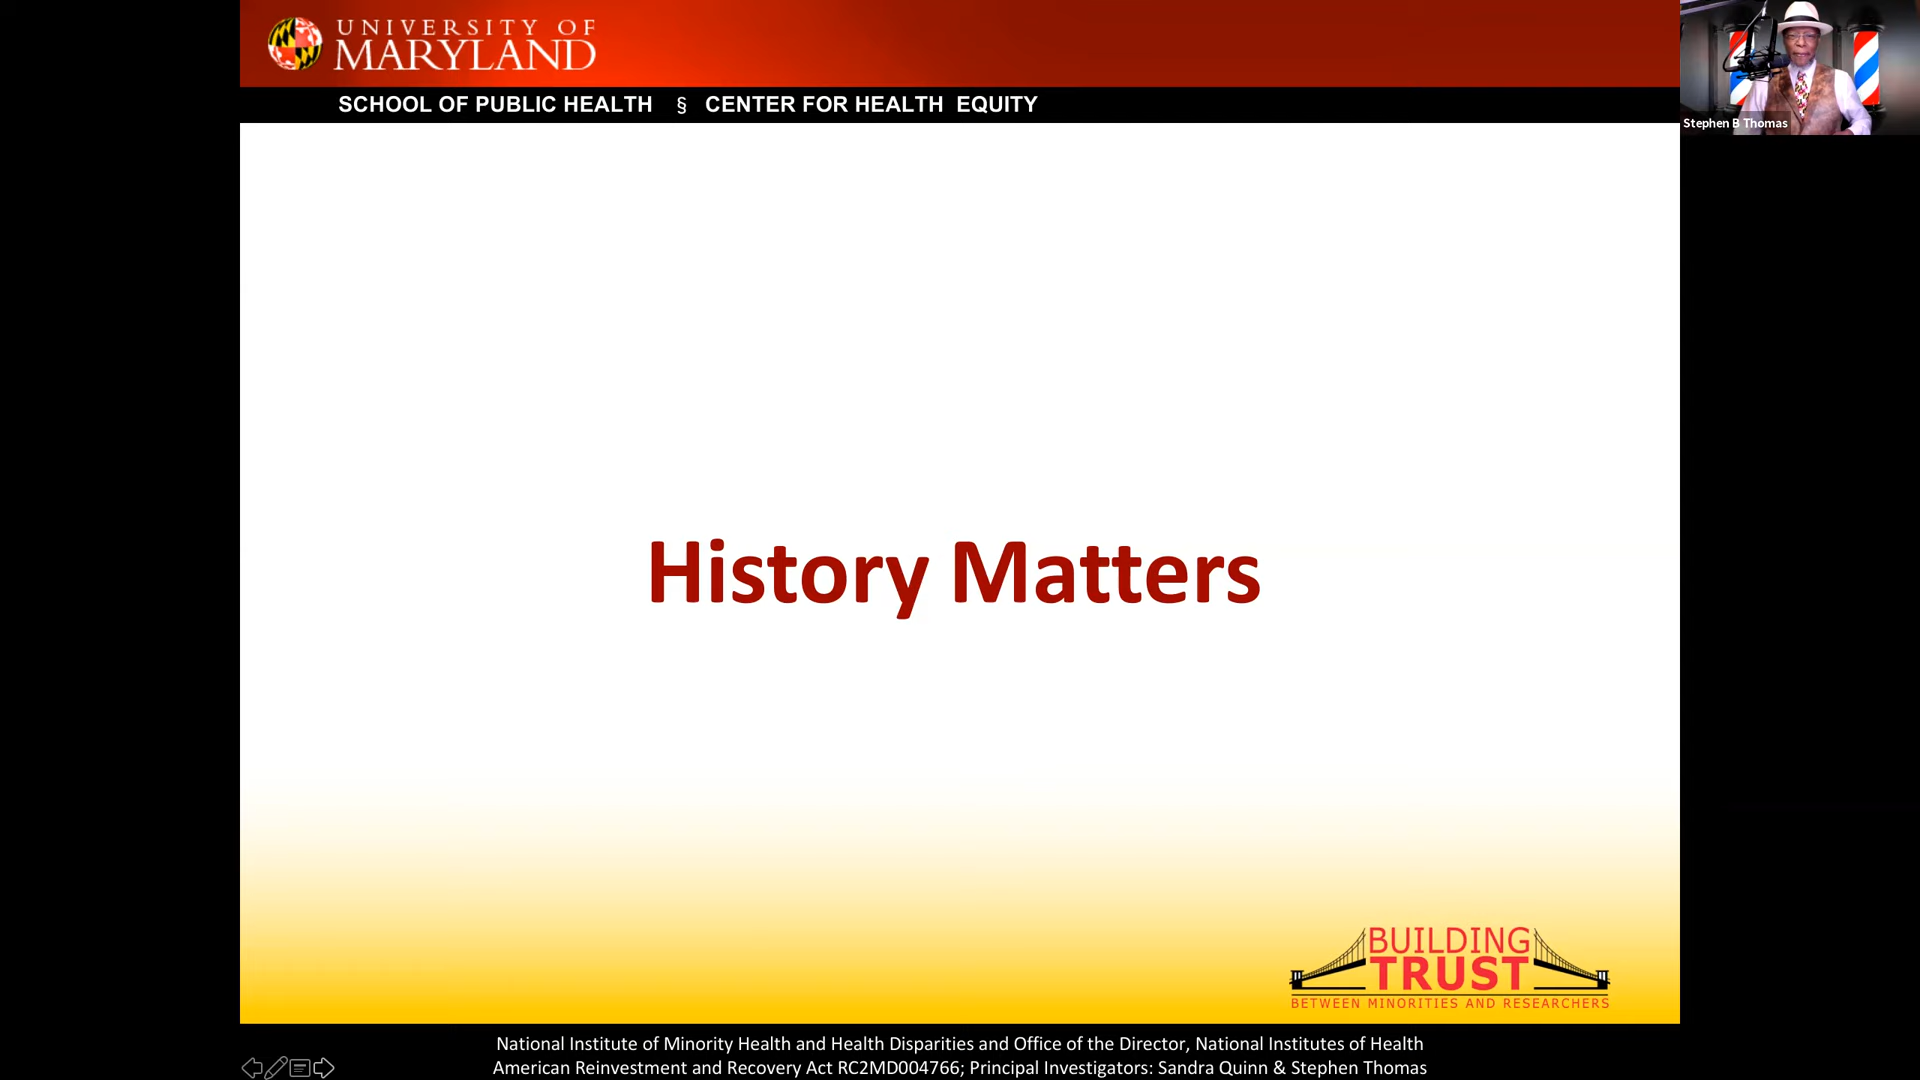 UNIVERSITY OF
MARYLAND
SCHOOL OF PUBLIC HEALTH § CENTER FOR HEALTH EQUITY
Stephen B Thomas
History Matters
BUILDING
TRUST
BETWEEN MINORITIES AND RESEARCHERS
National Institute of Minority Health and Health Disparities and Office of the Director, National Institutes of Health
American Reinvestment and Recovery Act RC2MD004766; Principal Investigators: Sandra Quinn & Stephen Thomas